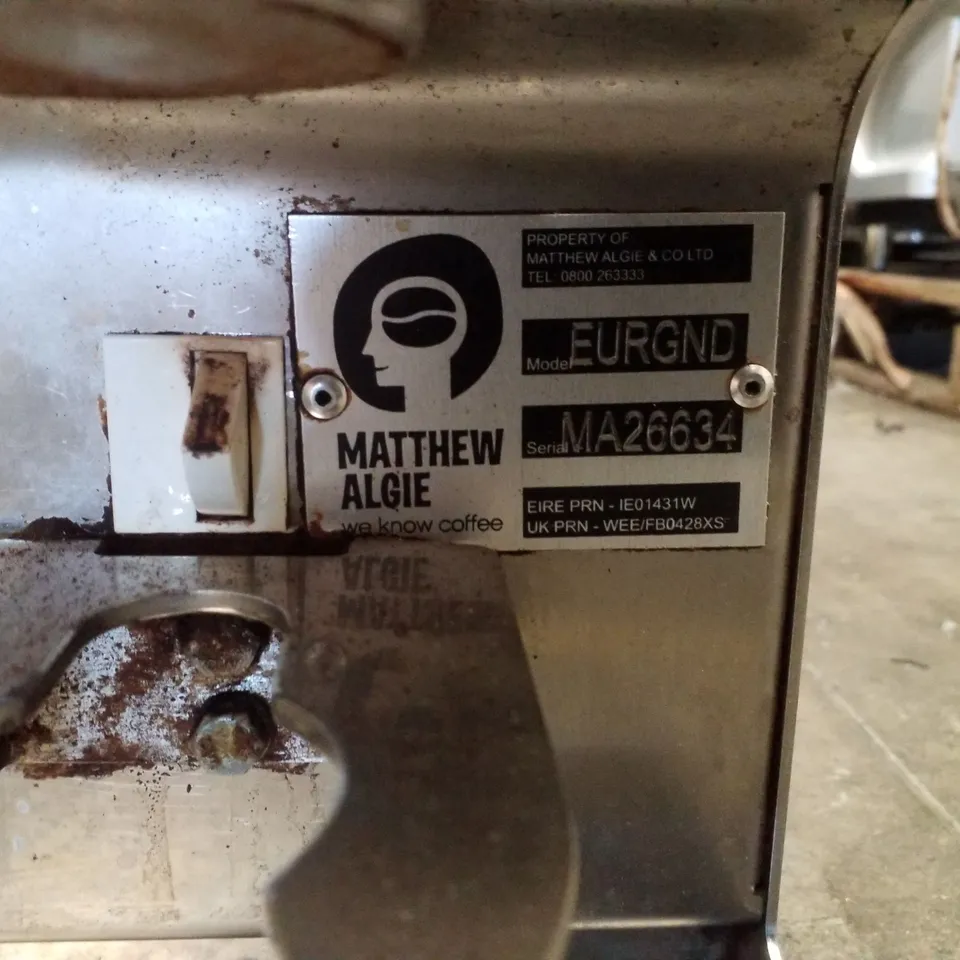 MATTHEW
ALGIE
we know coffee
PROPERTY OF
MATTHEW ALGIE & CO LTD
TEL: 0800 263333
Model EURGND
Serial MA26634
EIRE PRN - IE01431W
UK PRN - WEE/FB0428XS